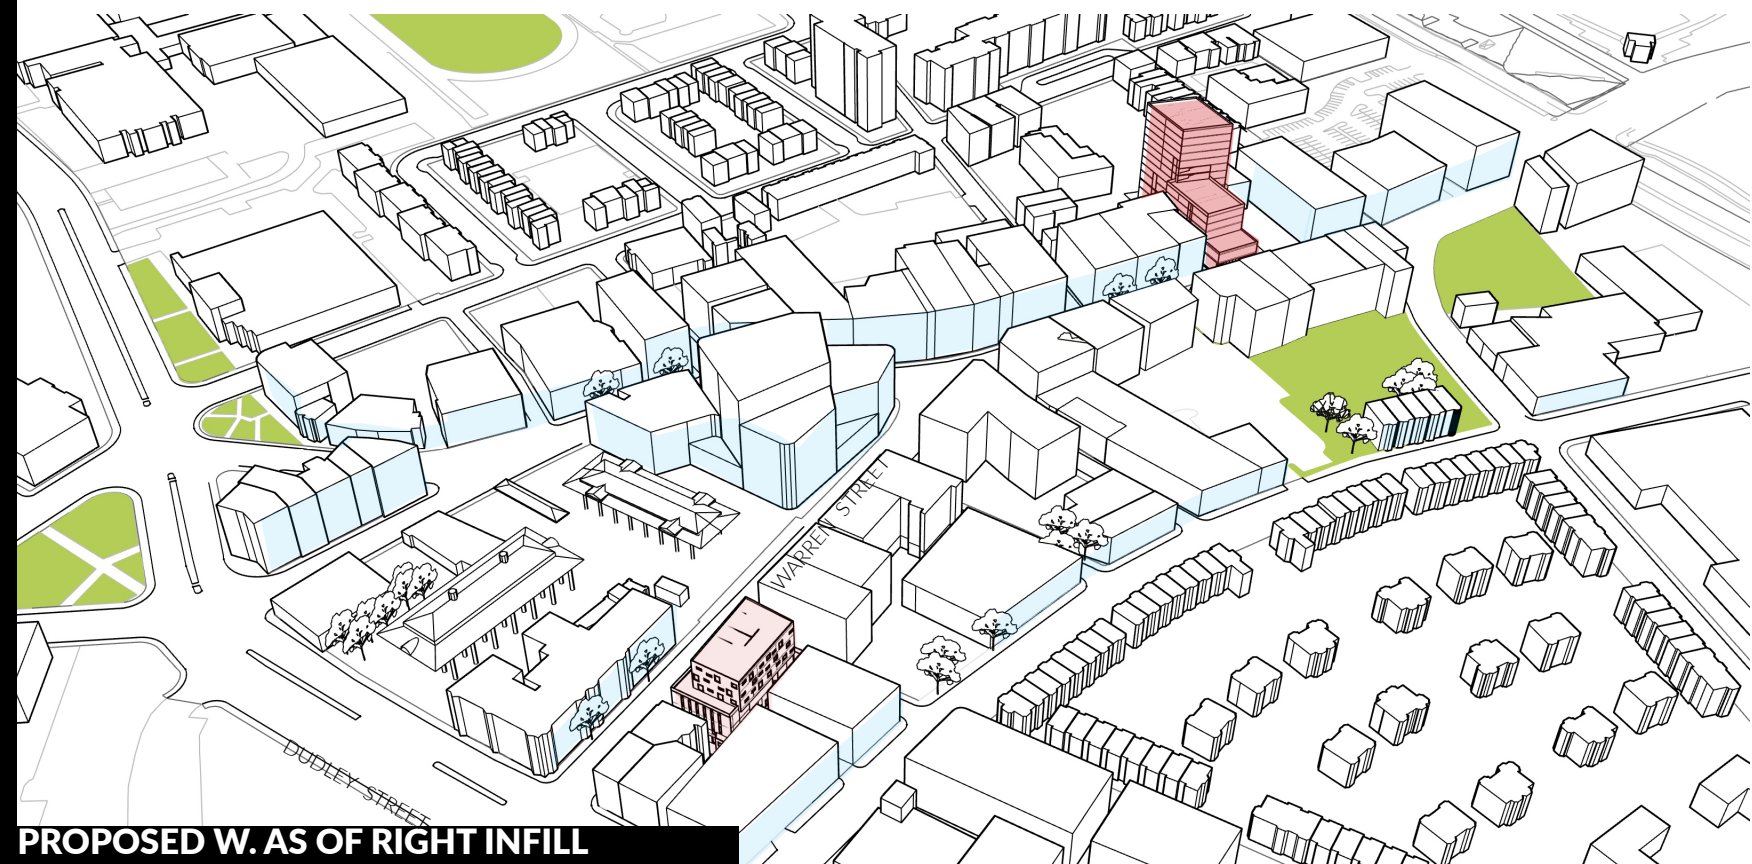 WARREN STREET
DUDLEY STREET
PROPOSED W. AS OF RIGHT INFILL